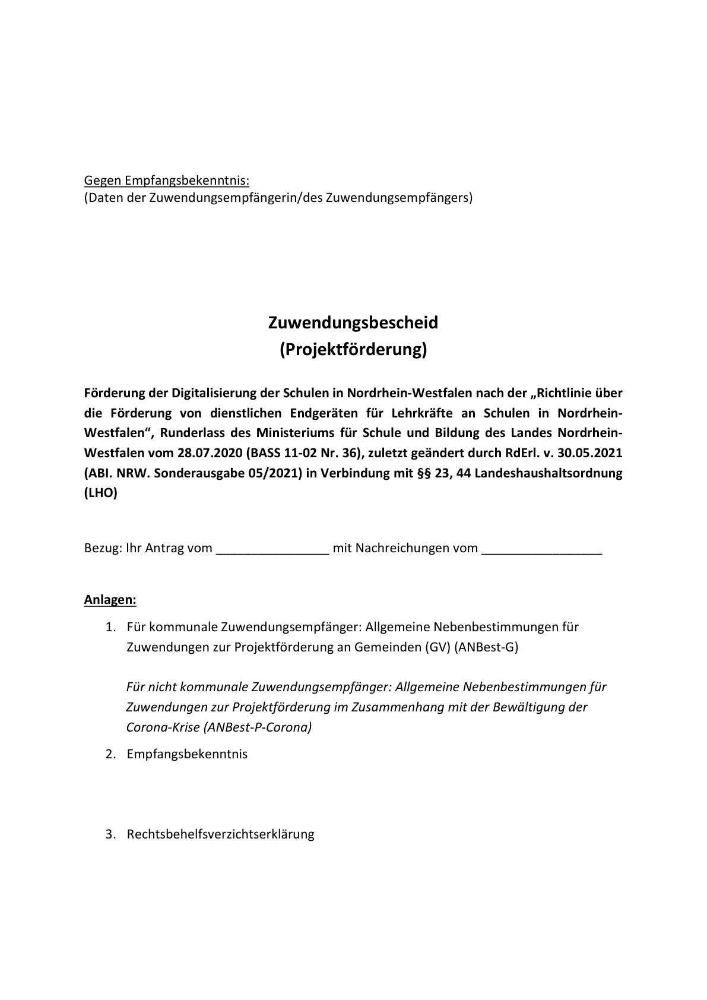 Gegen Empfangsbekenntnis:
(Daten der Zuwendungsempfängerin/des Zuwendungsempfängers)
Zuwendungsbescheid
(Projektförderung)
Förderung der Digitalisierung der Schulen in Nordrhein-Westfalen nach der „Richtlinie über
die Förderung von dienstlichen Endgeräten für Lehrkräfte an Schulen in Nordrhein-
Westfalen“, Runderlass des Ministeriums für Schule und Bildung des Landes Nordrhein-
Westfalen vom 28.07.2020 (BASS 11-02 Nr. 36), zuletzt geändert durch RdErl. v. 30.05.2021
(ABI. NRW. Sonderausgabe 05/2021) in Verbindung mit §§ 23, 44 Landeshaushaltsordnung
(LHO)
Bezug: Ihr Antrag vom ________________ mit Nachreichungen vom _________________
Anlagen:
1. Für kommunale Zuwendungsempfänger: Allgemeine Nebenbestimmungen für
Zuwendungen zur Projektförderung an Gemeinden (GV) (ANBest-G)
Für nicht kommunale Zuwendungsempfänger: Allgemeine Nebenbestimmungen für
Zuwendungen zur Projektförderung im Zusammenhang mit der Bewältigung der
Corona-Krise (ANBest-P-Corona)
2. Empfangsbekenntnis
3. Rechtsbehelfsverzichtserklärung